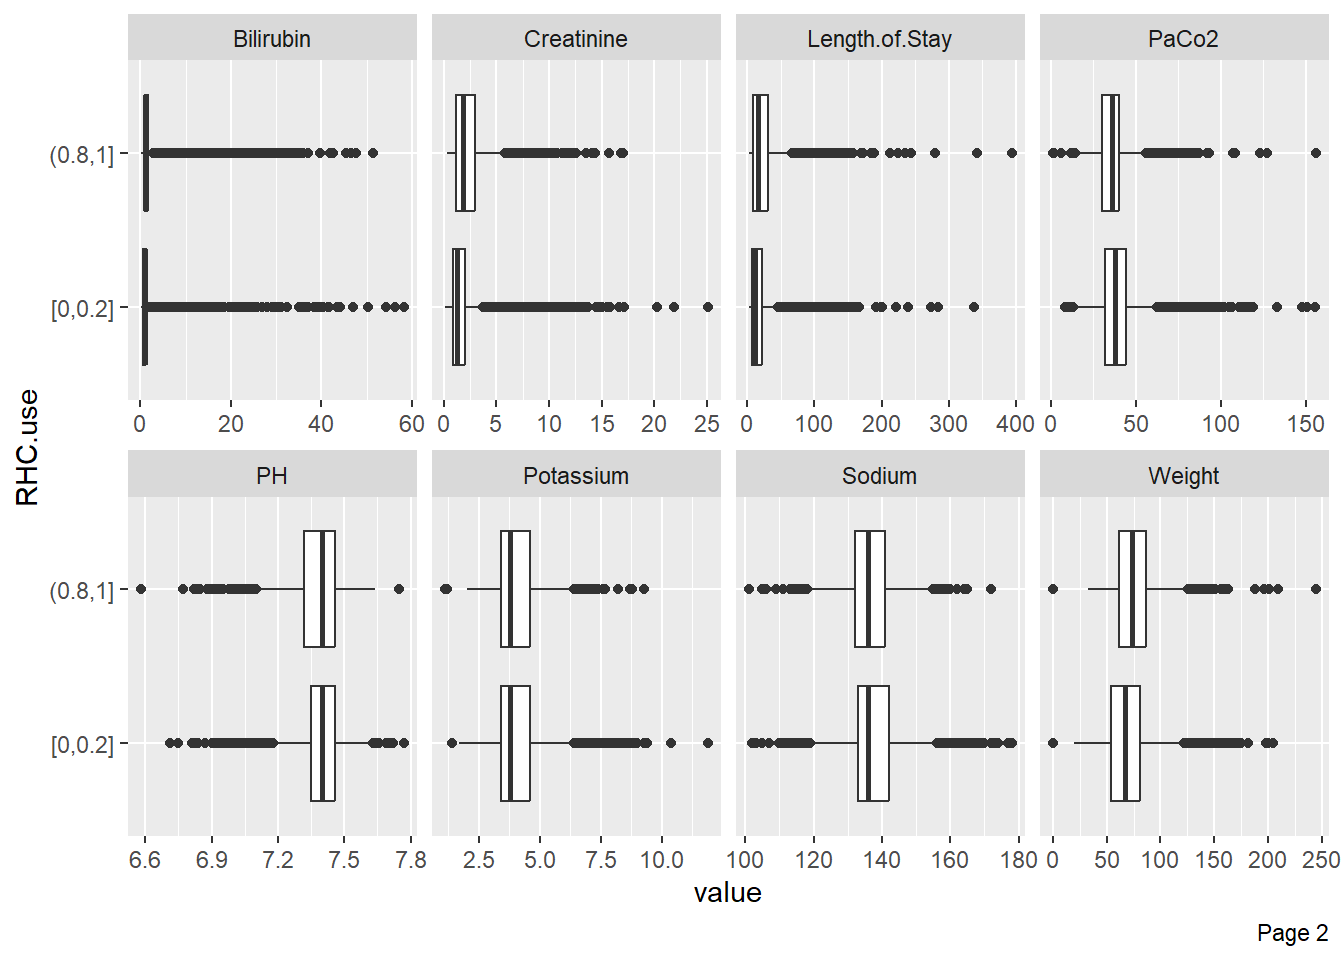 Bilirubin Creatinine Length.of.Stay PaCo2
(0.8,1]
[0,0.2]
0 20 40 60 0 5 10 15 20 25 0 100 200 300 400 0 50 100 150
RHC.use
PH Potassium Sodium Weight
(0.8,1]
[0,0.2]
6.6 6.9 7.2 7.5 7.8 2.5 5.0 7.5 10.0 100 120 140 160 180 0 50 100 150 200 250
value
Page 2